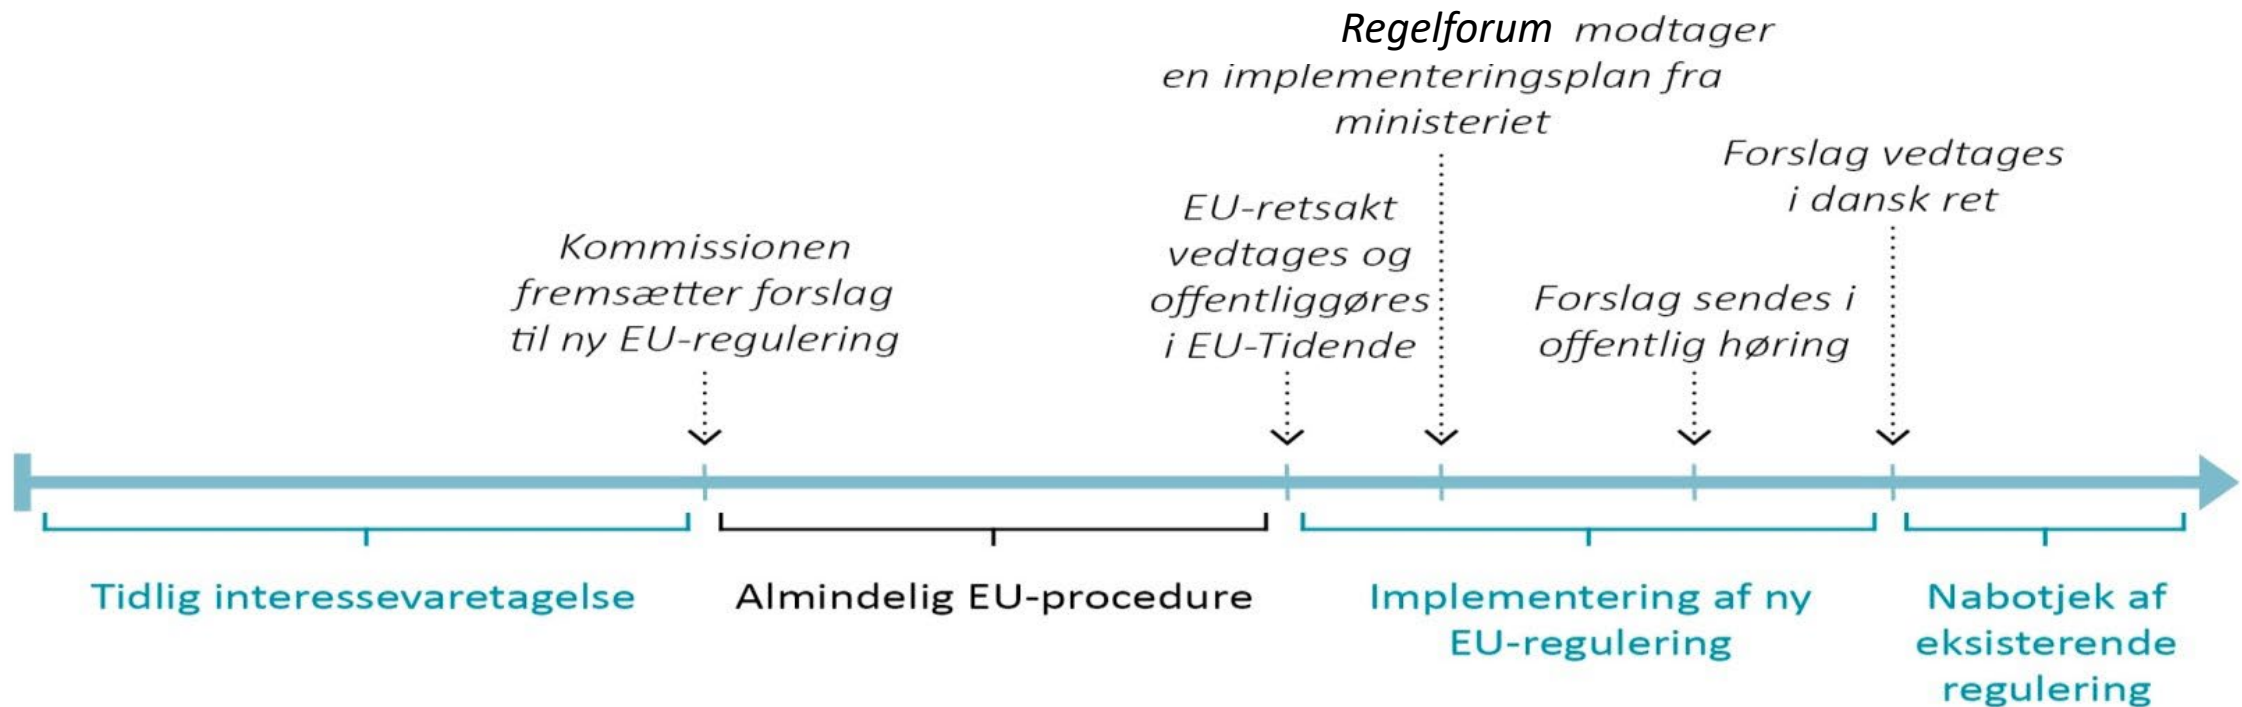 Regelforum modtager
en implementeringsplan fra
ministeriet
Forslag vedtages
i dansk ret
EU-retsakt
vedtages og
offentliggøres
i EU-Tidende
Kommissionen
fremsætter forslag
til ny EU-regulering
Forslag sendes i
offentlig høring
Tidlig interessevaretagelse
Almindelig EU-procedure
Implementering af ny
EU-regulering
Nabotjek af
eksisterende
regulering